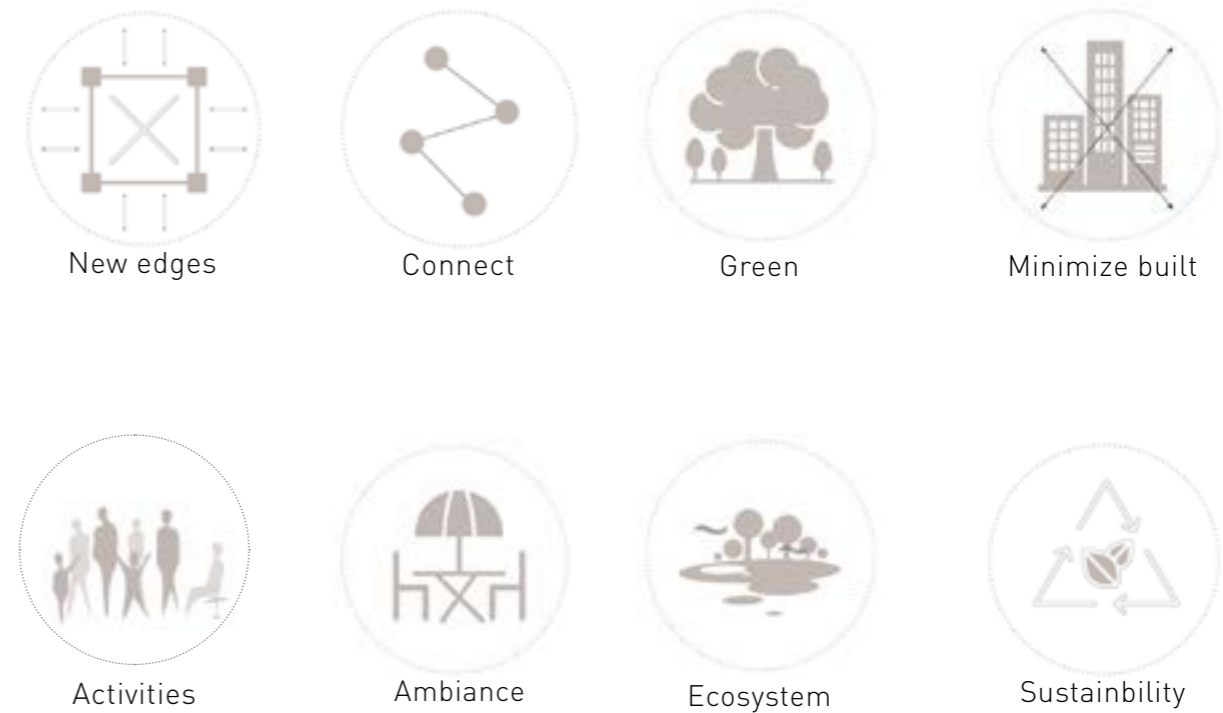 New edges
Connect
Green
Minimize built
Activities
Ambiance
Ecosystem
Sustainbility